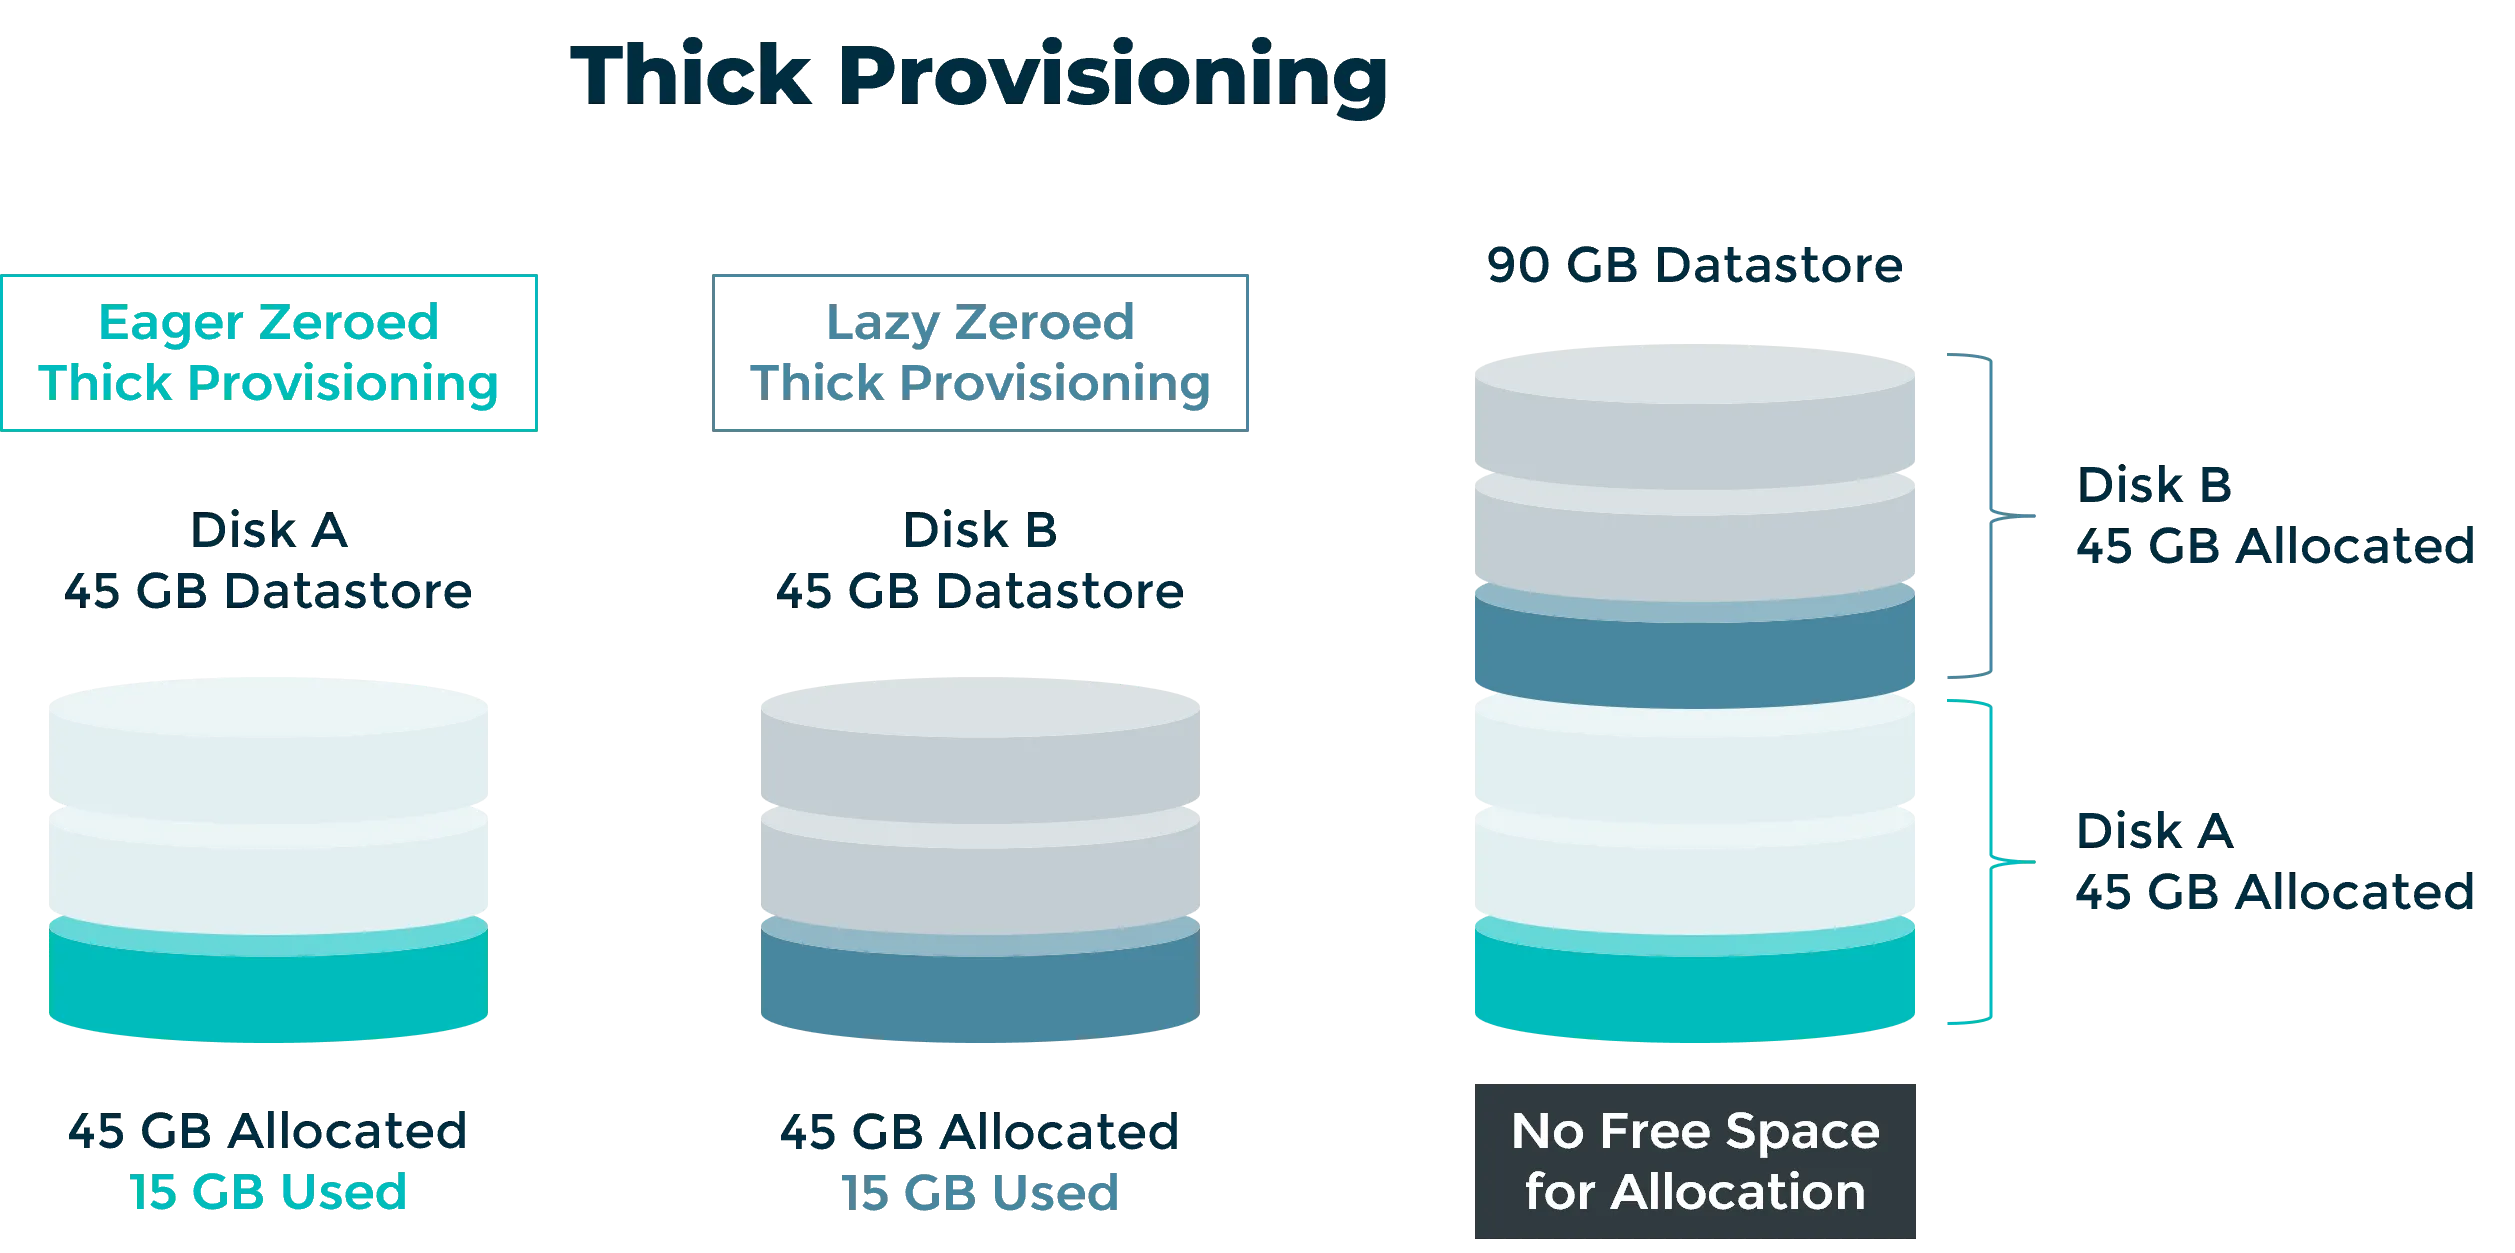 Thick Provisioning
Eager Zeroed
Thick Provisioning
Disk A
45 GB Datastore
45 GB Allocated
15 GB Used
Lazy Zeroed
Thick Provisioning
Disk B
45 GB Datastore
45 GB Allocated
15 GB Used
90 GB Datastore
Disk B
45 GB Allocated
Disk A
45 GB Allocated
No Free Space
for Allocation